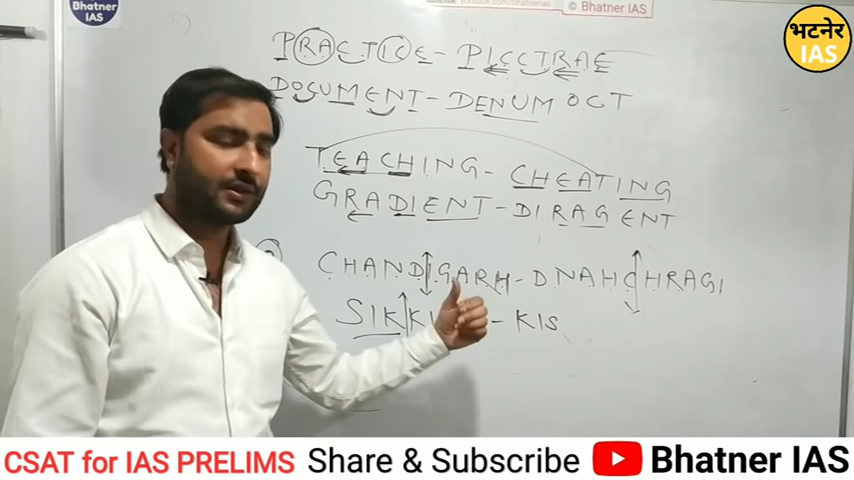 Bhatner
IAS
© Bhatner IAS
भटनेर
IAS
PRACTICE- PICCTRAE
DOCUMENT- DENUMOCT
TEACHING- CHEATING
GRADIENT- DIRAGENT
CHANDIGARH- DNAHCHRAGI
SIKK - KIS
CSAT for IAS PRELIMS Share & Subscribe Bhatner IAS